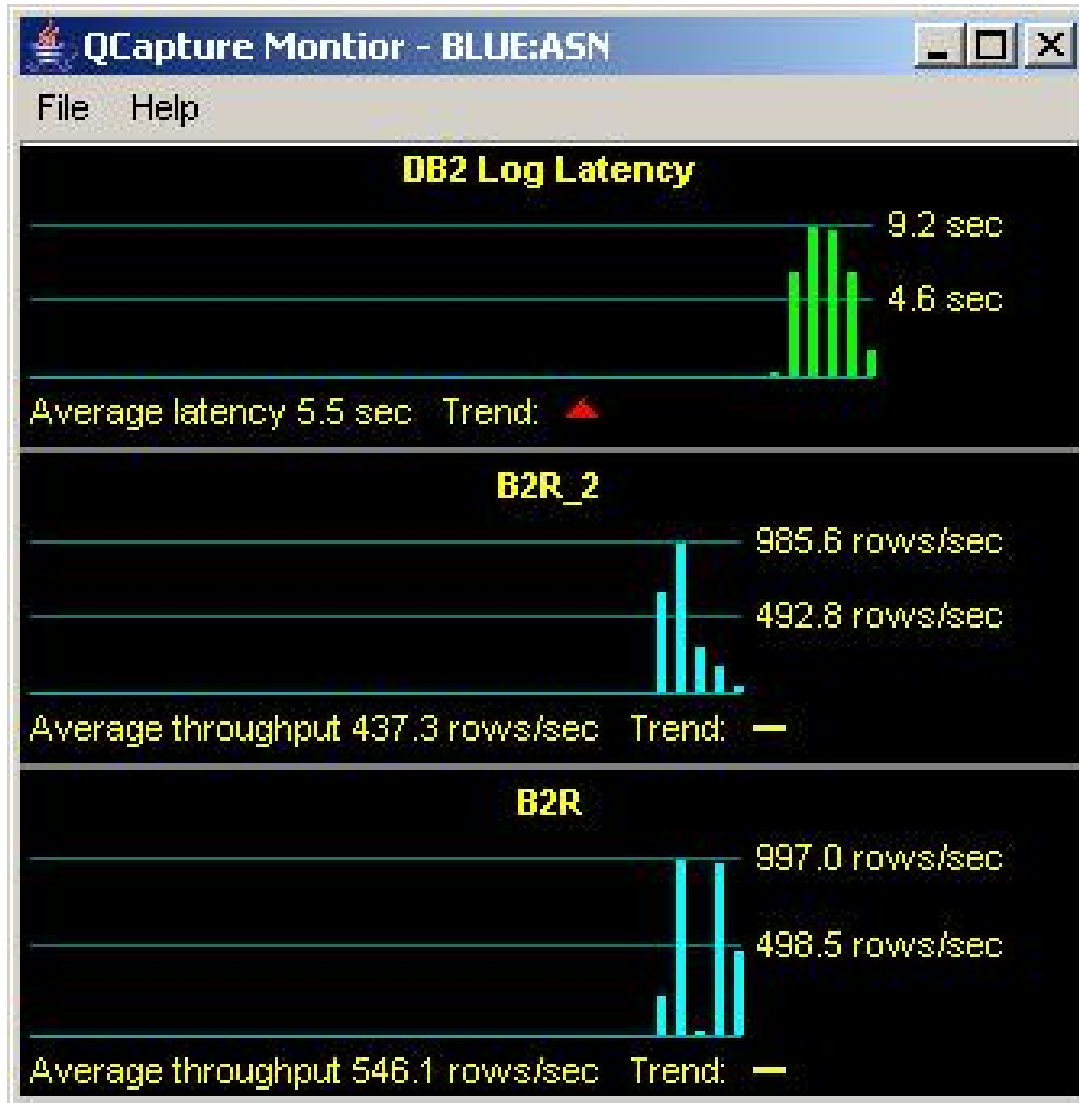 QCapture Montior - BLUE:ASN
File Help
DB2 Log Latency
9.2 sec
4.6 sec
Average latency 5.5 sec Trend:
B2R_2
985.6 rows/sec
492.8 rows/sec
Average throughput 437.3 rows/sec Trend:
B2R
997.0 rows/sec
498.5 rows/sec
Average throughput 546.1 rows/sec Trend: